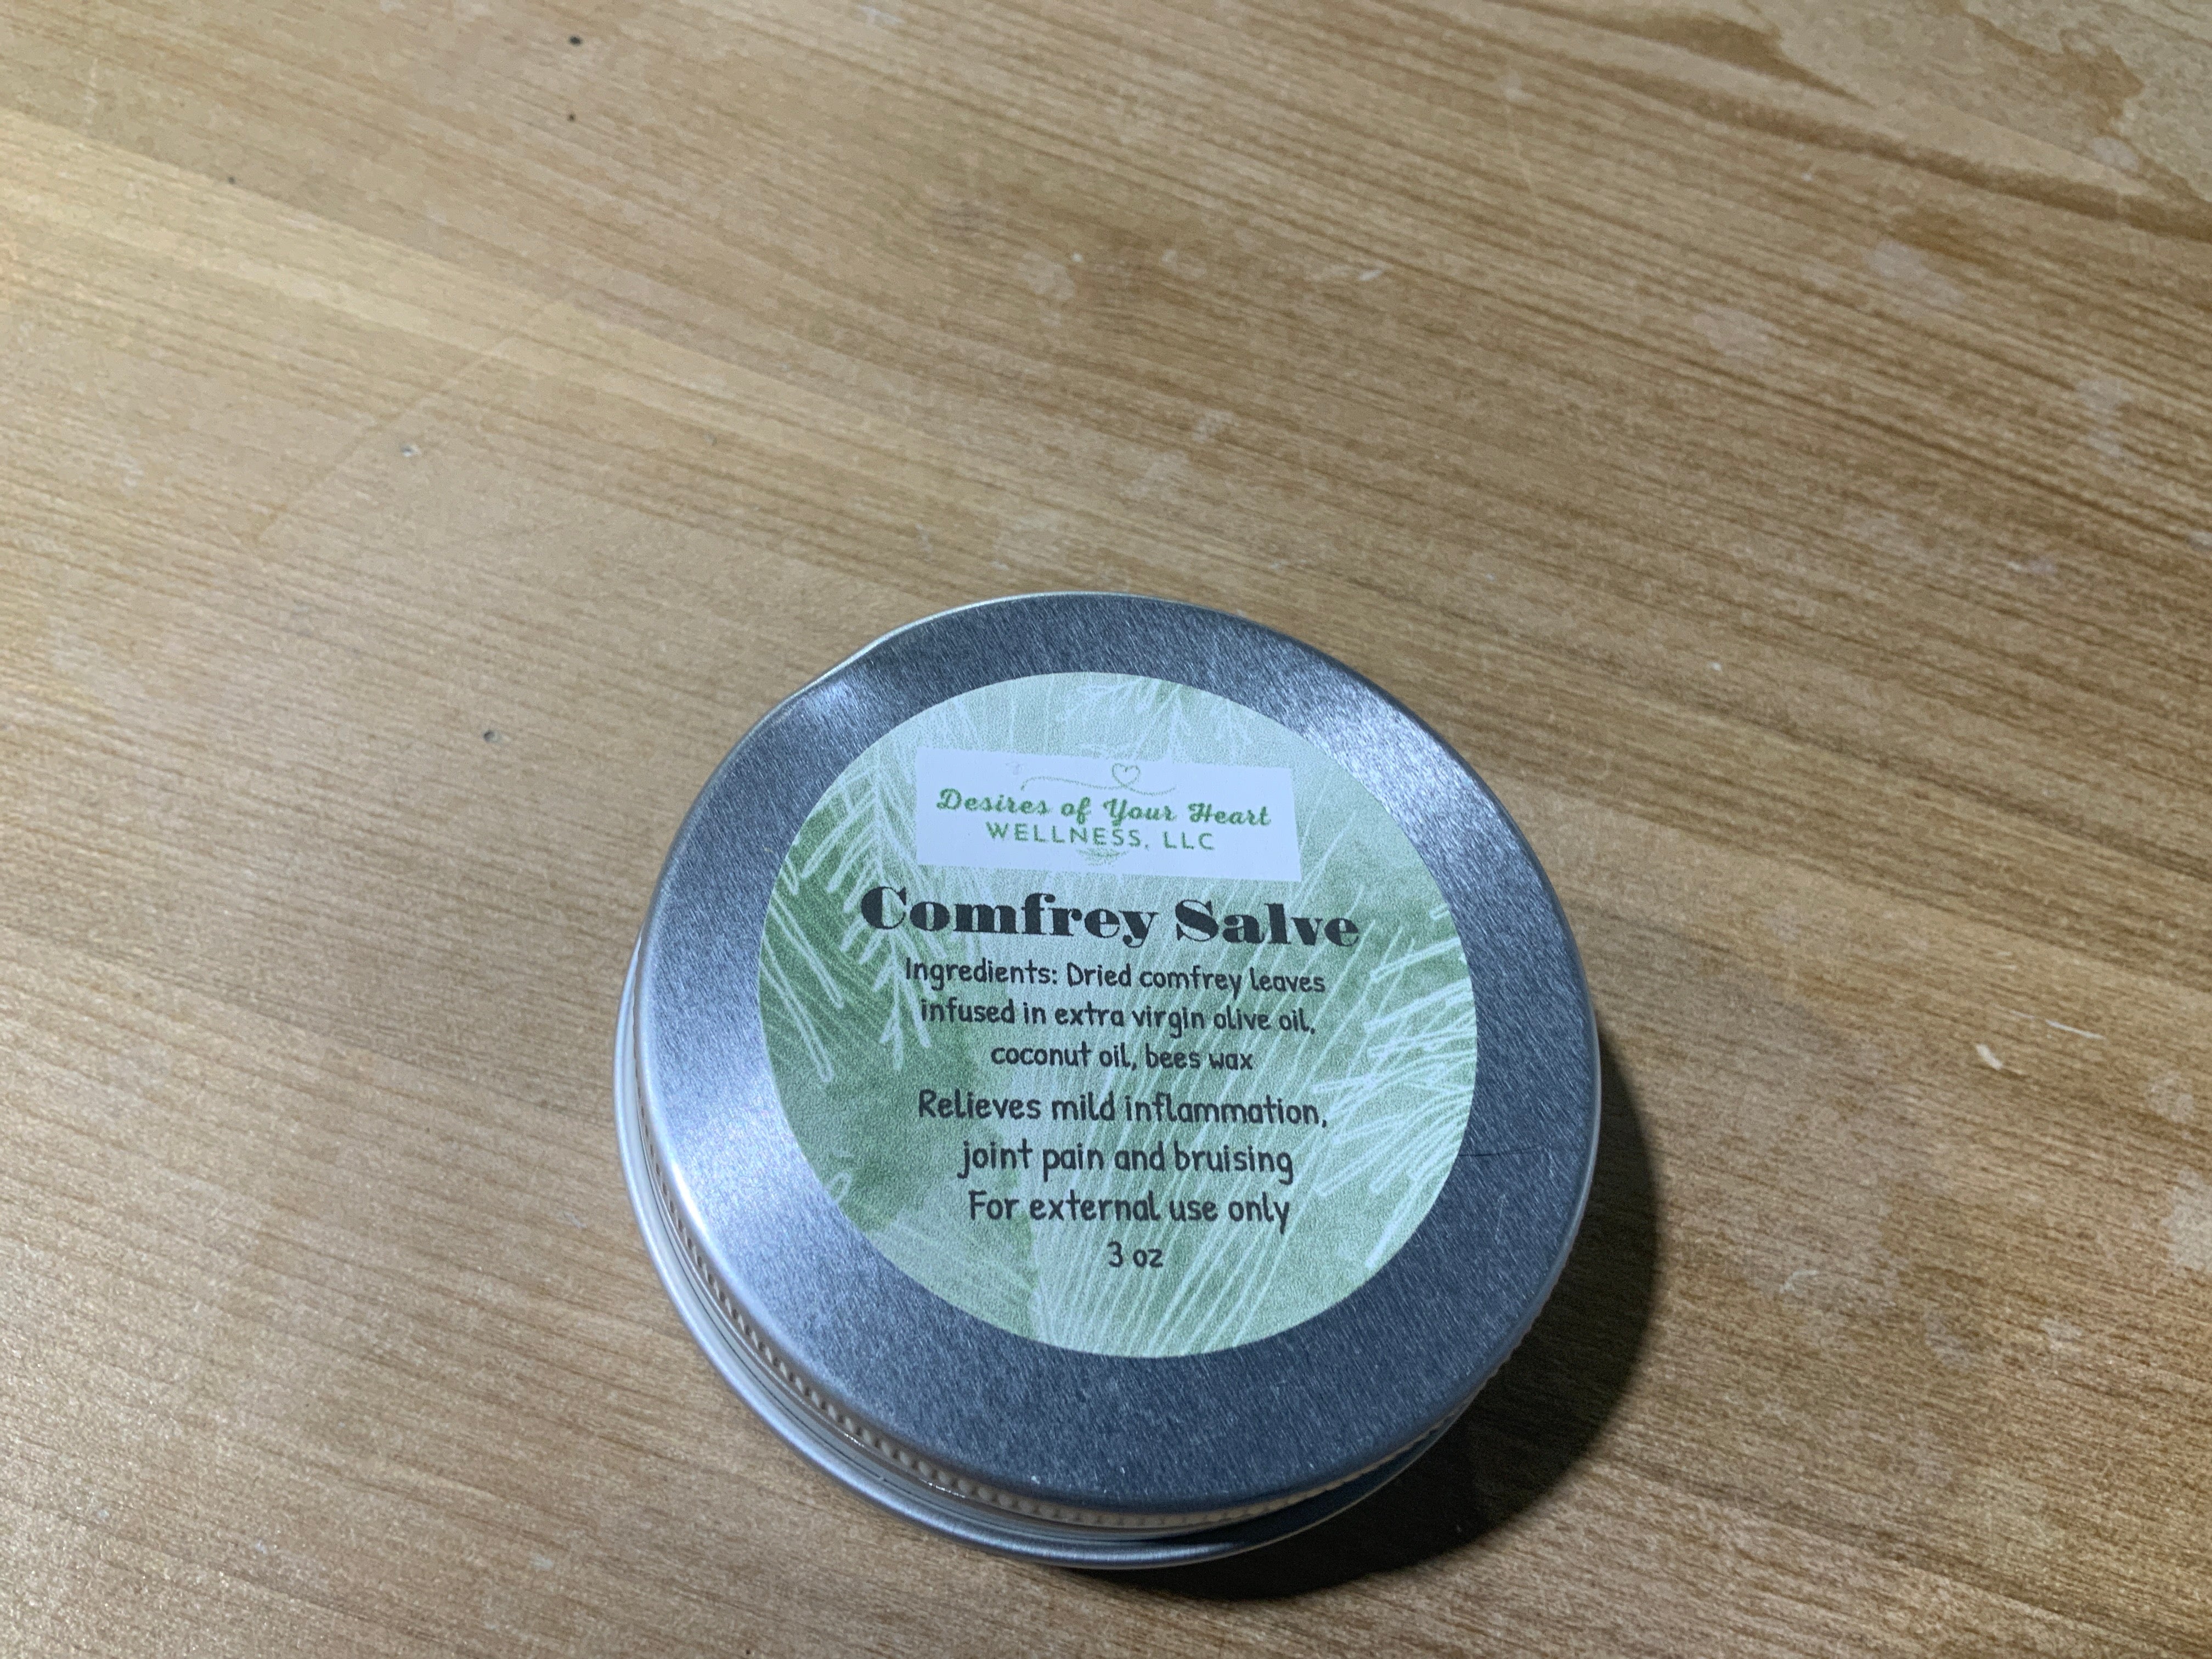 Desires of Your Heart
WELLNESS, LLC
Comfrey Salve
Ingredients: Dried comfrey leaves
infused in extra virgin olive oil,
coconut oil, bees wax
Relieves mild inflammation,
joint pain and bruising
For external use only
3 oz